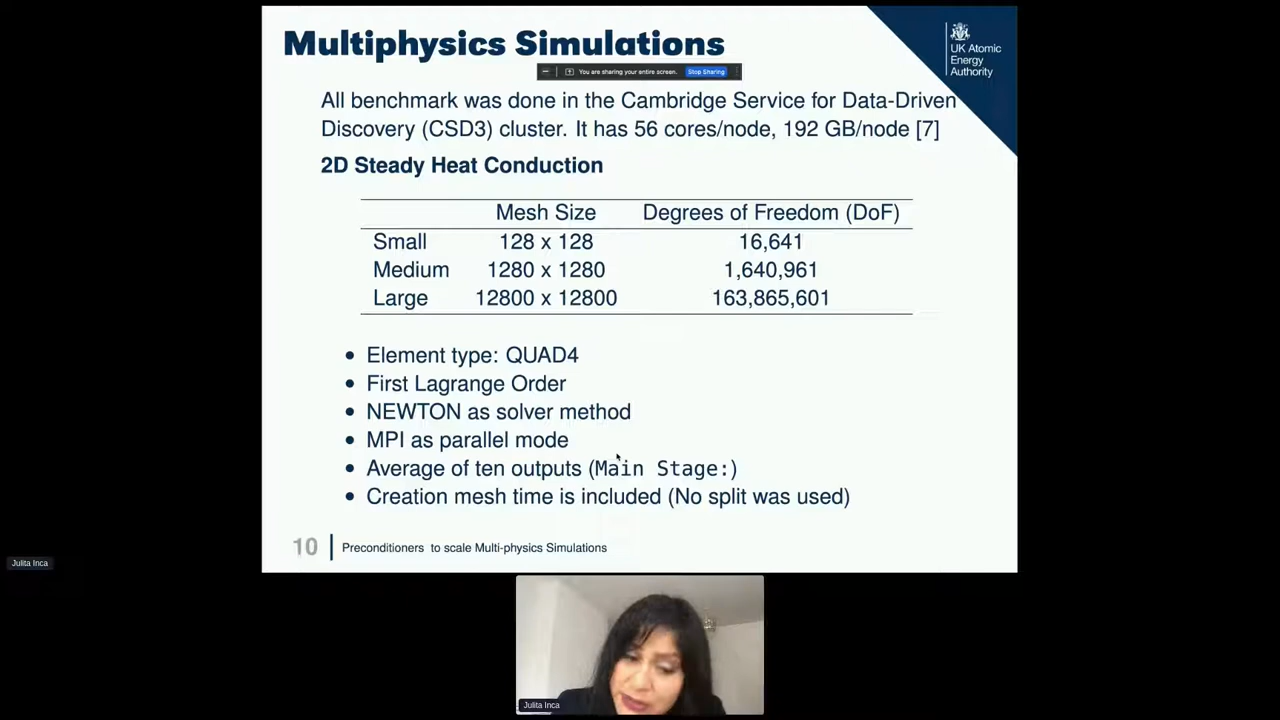 Multiphysics Simulations
UK Atomic
Energy
Authority
You are sharing your entire screen.
Stop Sharing
All benchmark was done in the Cambridge Service for Data-Driven
Discovery (CSD3) cluster. It has 56 cores/node, 192 GB/node [7]
2D Steady Heat Conduction
Mesh Size Degrees of Freedom (DoF)
Small 128 x 128 16,641
Medium 1280 x 1280 1,640,961
Large 12800 x 12800 163,865,601
• Element type: QUAD4
• First Lagrange Order
• NEWTON as solver method
• MPI as parallel mode
• Average of ten outputs (Main Stage:)
• Creation mesh time is included (No split was used)
10 Preconditioners to scale Multi-physics Simulations
Julita Inca
Julita Inca